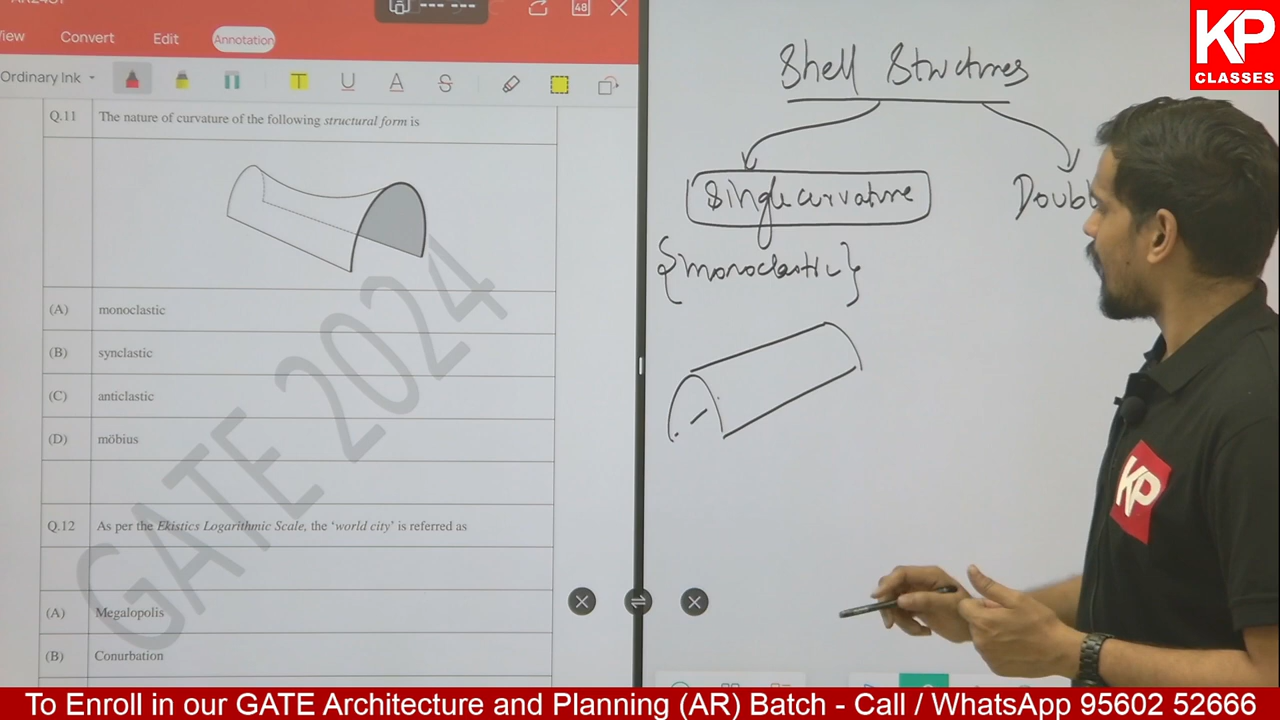 View Convert Edit Annotation
48
Ordinary Ink
T U A S
Q.11 The nature of curvature of the following structural form is
(A) monoclastic
(B) synclastic
(C) anticlastic
(D) möbius
Q.12 As per the Ekistics Logarithmic Scale, the ‘world city’ is referred as
(A) Megalopolis
(B) Conurbation
GATE 2024
Shell Structures
Single curvature
Doub
{monoclastic}
KP
CLASSES
KP
To Enroll in our GATE Architecture and Planning (AR) Batch - Call / WhatsApp 95602 52666